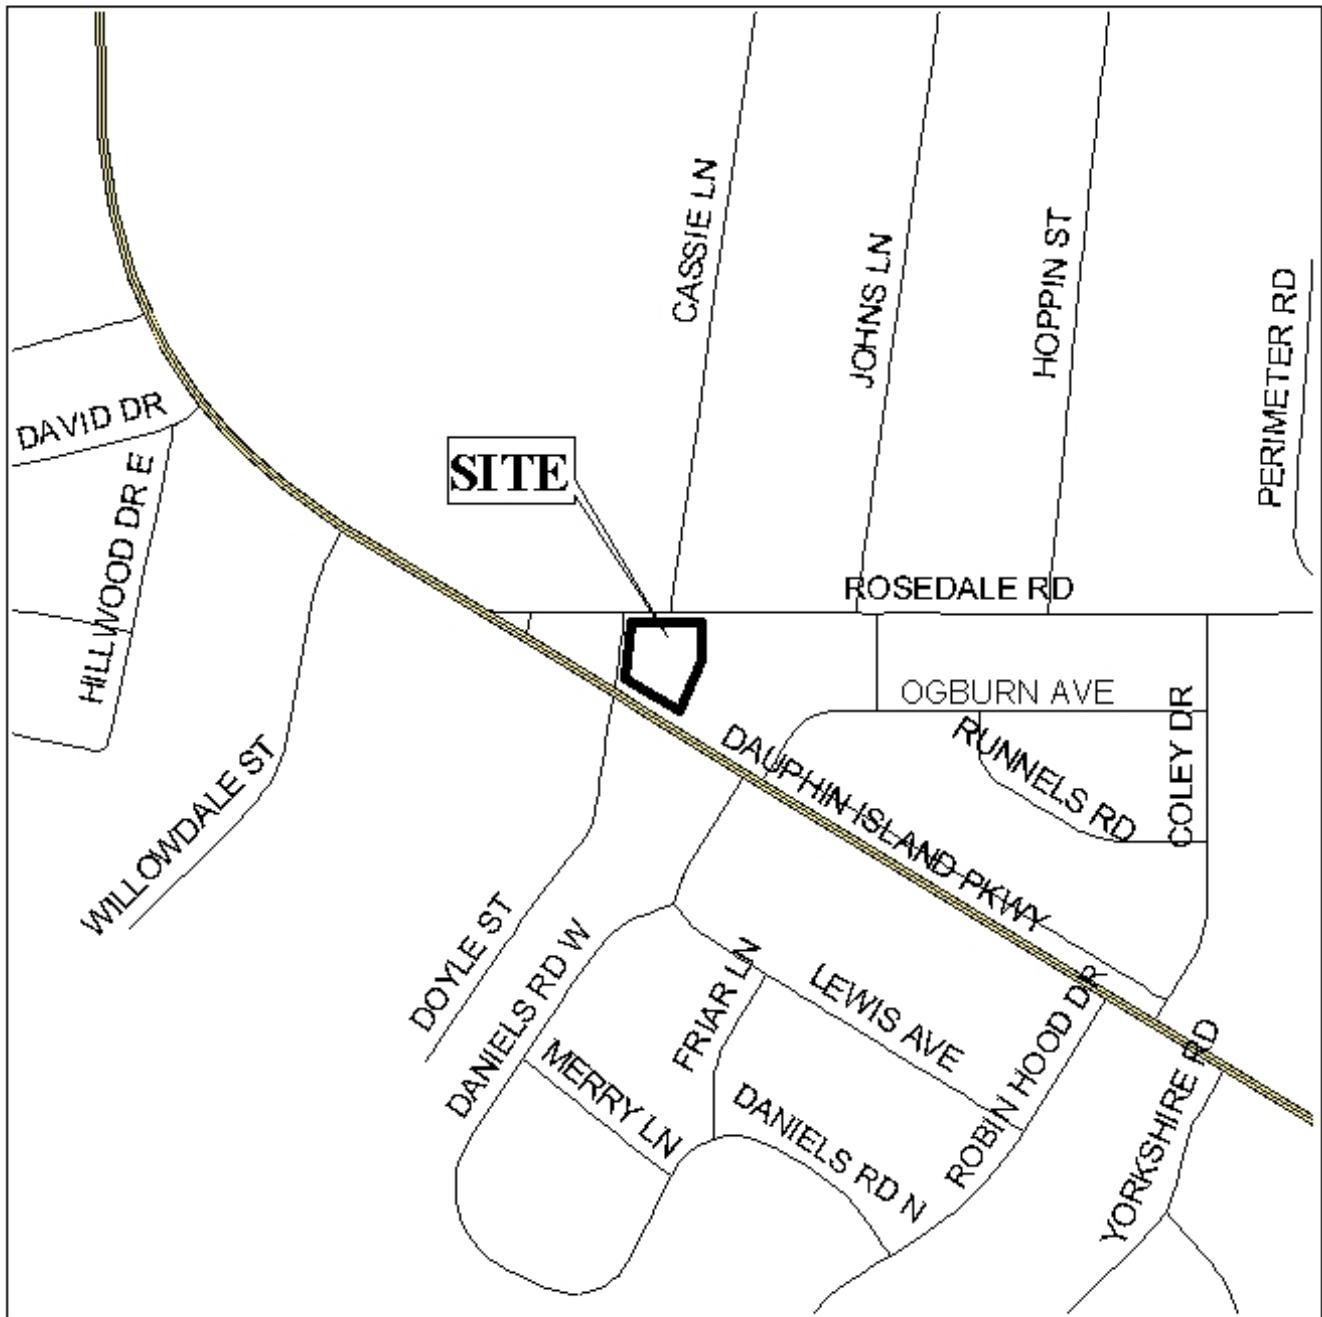 CASSIE LN
JOHNS LN
HOPPIN ST
PERIMETER RD
DAVID DR
HILLWOOD DR E
SITE
ROSEDALE RD
OGBURN AVE
COLEY DR
RUNNELS RD
DAUPHIN ISLAND PKWY
WILLOWDALE ST
DOYLE ST
DANIELS RD W
FRIAR LN
LEWIS AVE
ROBIN HOOD DR
MERRY LN
DANIELS RD N
YORKSHIRE RD